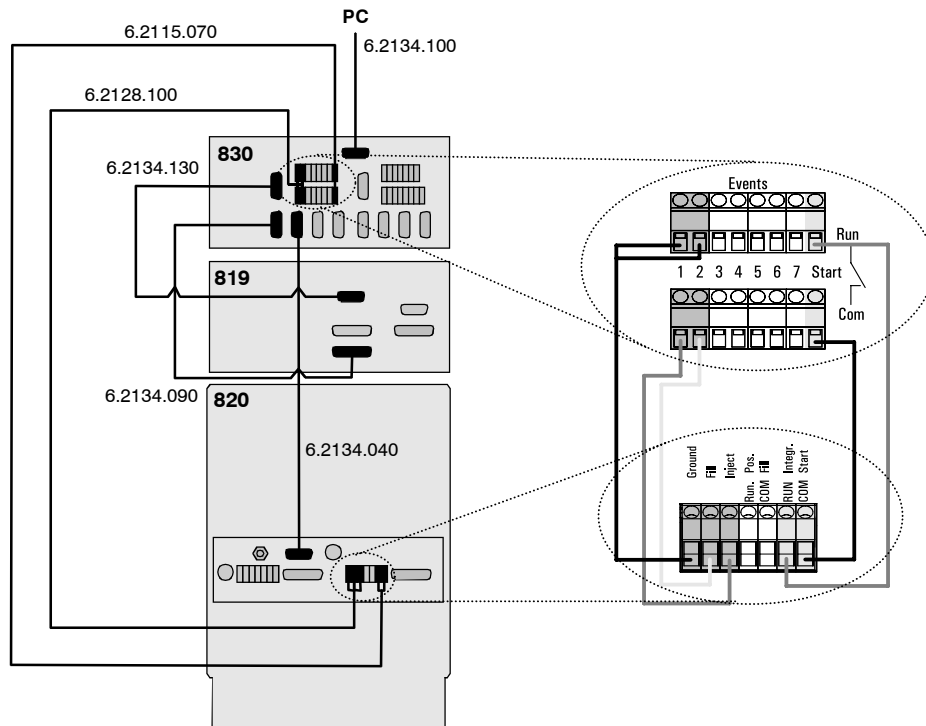 PC
6.2115.070
6.2134.100
6.2128.100
830
6.2134.130
Events
Run
1 2 3 4 5 6 7 Start
Com
819
6.2134.090
820
6.2134.040
Ground
Fill
Inject
Run. Pos.
COM Fill
RUN Integr.
COM Start